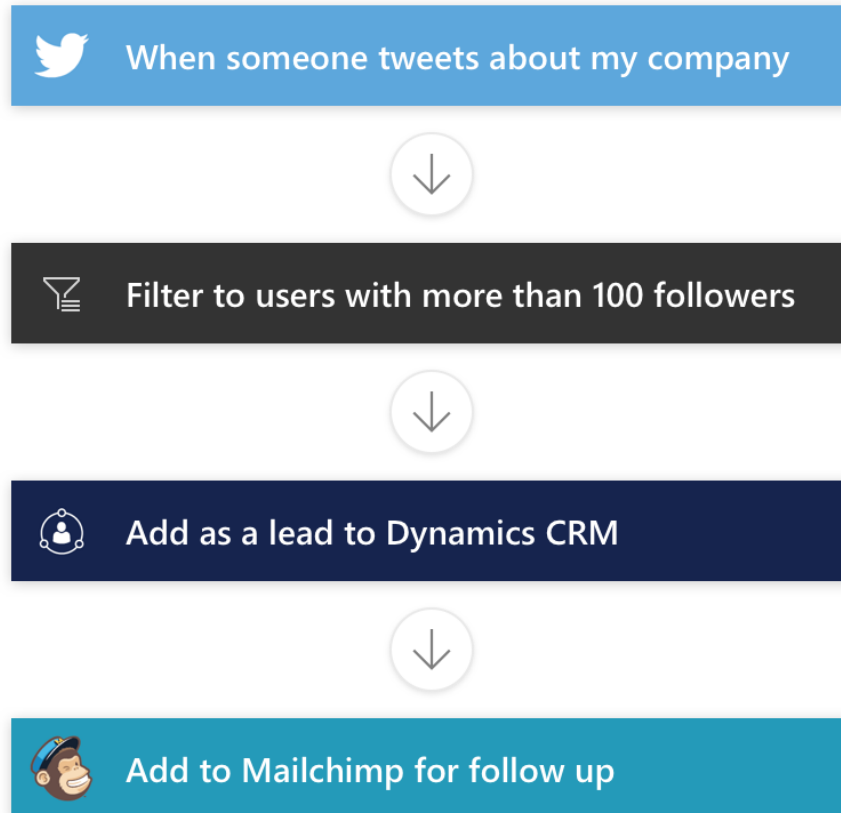 When someone tweets about my company
Filter to users with more than 100 followers
Add as a lead to Dynamics CRM
Add to Mailchimp for follow up